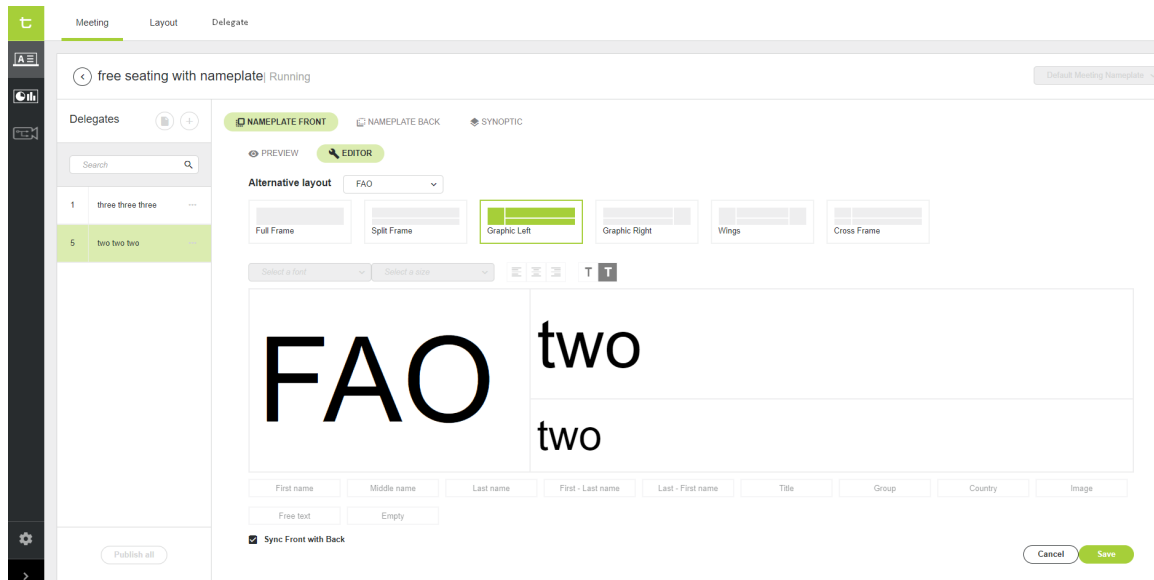 Meeting Layout Delegate
free seating with nameplate| Running
Default Meeting Nameplate
Delegates
NAMEPLATE FRONT NAMEPLATE BACK SYNOPTIC
Search
PREVIEW EDITOR
Alternative layout FAO
1 three three three ...
5 two two two ...
Full Frame Split Frame Graphic Left Graphic Right Wings Cross Frame
Select a font Select a size T T
FAO
two
two
First name Middle name Last name First - Last name Last - First name Title Group Country Image
Free text Empty
Sync Front with Back
Publish all
Cancel Save